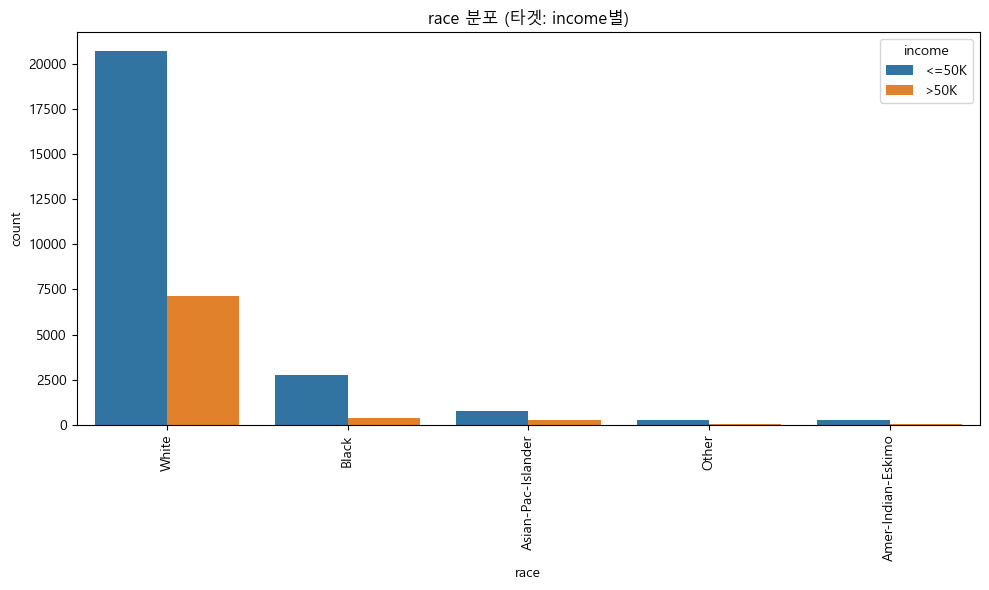 race 분포 (타겟: income별)
income
<=50K
>50K
count
20000
17500
15000
12500
10000
7500
5000
2500
0
White
Black
Asian-Pac-Islander
Other
Amer-Indian-Eskimo
race